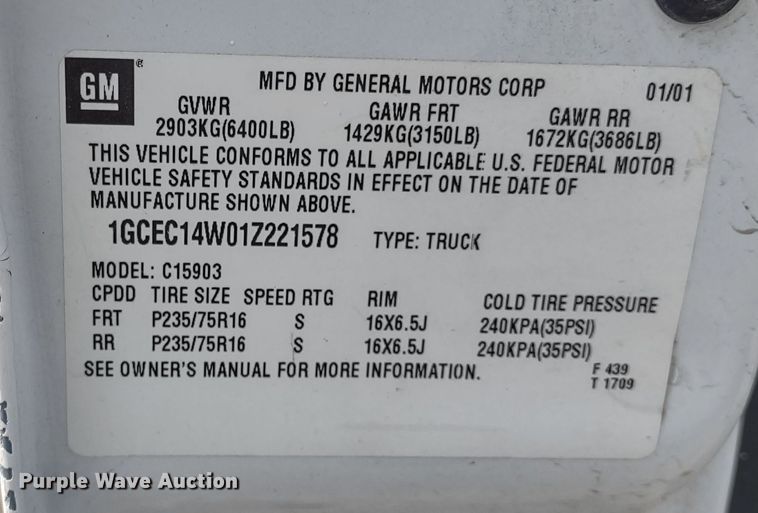 GM ®
MFD BY GENERAL MOTORS CORP 01/01
GVWR GAWR FRT GAWR RR
2903KG(6400LB) 1429KG(3150LB) 1672KG(3686LB)
THIS VEHICLE CONFORMS TO ALL APPLICABLE U.S. FEDERAL MOTOR
VEHICLE SAFETY STANDARDS IN EFFECT ON THE DATE OF
MANUFACTURE SHOWN ABOVE.
1GCEC14W01Z221578 TYPE: TRUCK
MODEL: C15903
CPDD TIRE SIZE SPEED RTG RIM COLD TIRE PRESSURE
FRT P235/75R16 S 16X6.5J 240KPA(35PSI)
RR P235/75R16 S 16X6.5J 240KPA(35PSI)
SEE OWNER'S MANUAL FOR MORE INFORMATION. F 439
T 1709
Purple Wave Auction